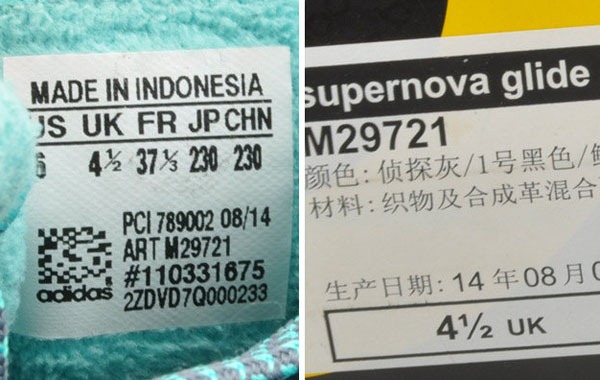 MADE IN INDONESIA
US UK FR JP CHN
6 4½ 37⅓ 230 230
PCI 789002 08/14
ART M29721
#110331675
2ZDVD7Q000233
adidas
supernova glide
M29721
颜色: 侦探灰/1号黑色/
材料: 织物及合成革混合
生产日期: 14 年 08 月 0
4½ UK